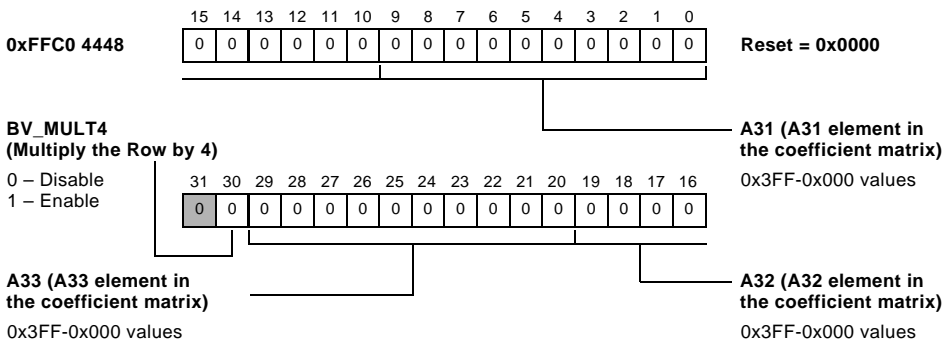 15 14 13 12 11 10 9 8 7 6 5 4 3 2 1 0
0xFFC0 4448 0 0 0 0 0 0 0 0 0 0 0 0 0 0 0 0 Reset = 0x0000
BV_MULT4
(Multiply the Row by 4)
0 – Disable
1 – Enable
A31 (A31 element in
the coefficient matrix)
0x3FF-0x000 values
31 30 29 28 27 26 25 24 23 22 21 20 19 18 17 16
0 0 0 0 0 0 0 0 0 0 0 0 0 0 0 0
A33 (A33 element in
the coefficient matrix)
0x3FF-0x000 values
A32 (A32 element in
the coefficient matrix)
0x3FF-0x000 values